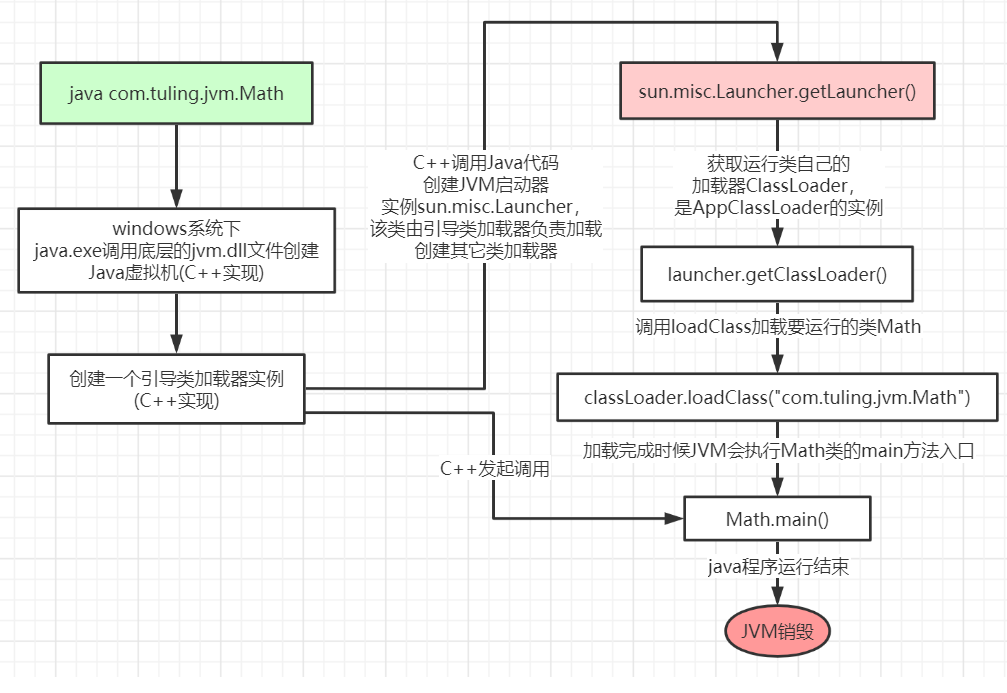 java com.tuling.jvm.Math
windows系统下
java.exe调用底层的jvm.dll文件创建
Java虚拟机(C++实现)
创建一个引导类加载器实例
(C++实现)
C++调用Java代码
创建JVM启动器
实例sun.misc.Launcher，
该类由引导类加载器负责加载
创建其它类加载器
C++发起调用
sun.misc.Launcher.getLauncher()
获取运行类自己的
加载器ClassLoader，
是AppClassLoader的实例
launcher.getClassLoader()
调用loadClass加载要运行的类Math
classLoader.loadClass("com.tuling.jvm.Math")
加载完成时候JVM会执行Math类的main方法入口
Math.main()
java程序运行结束
JVM销毁